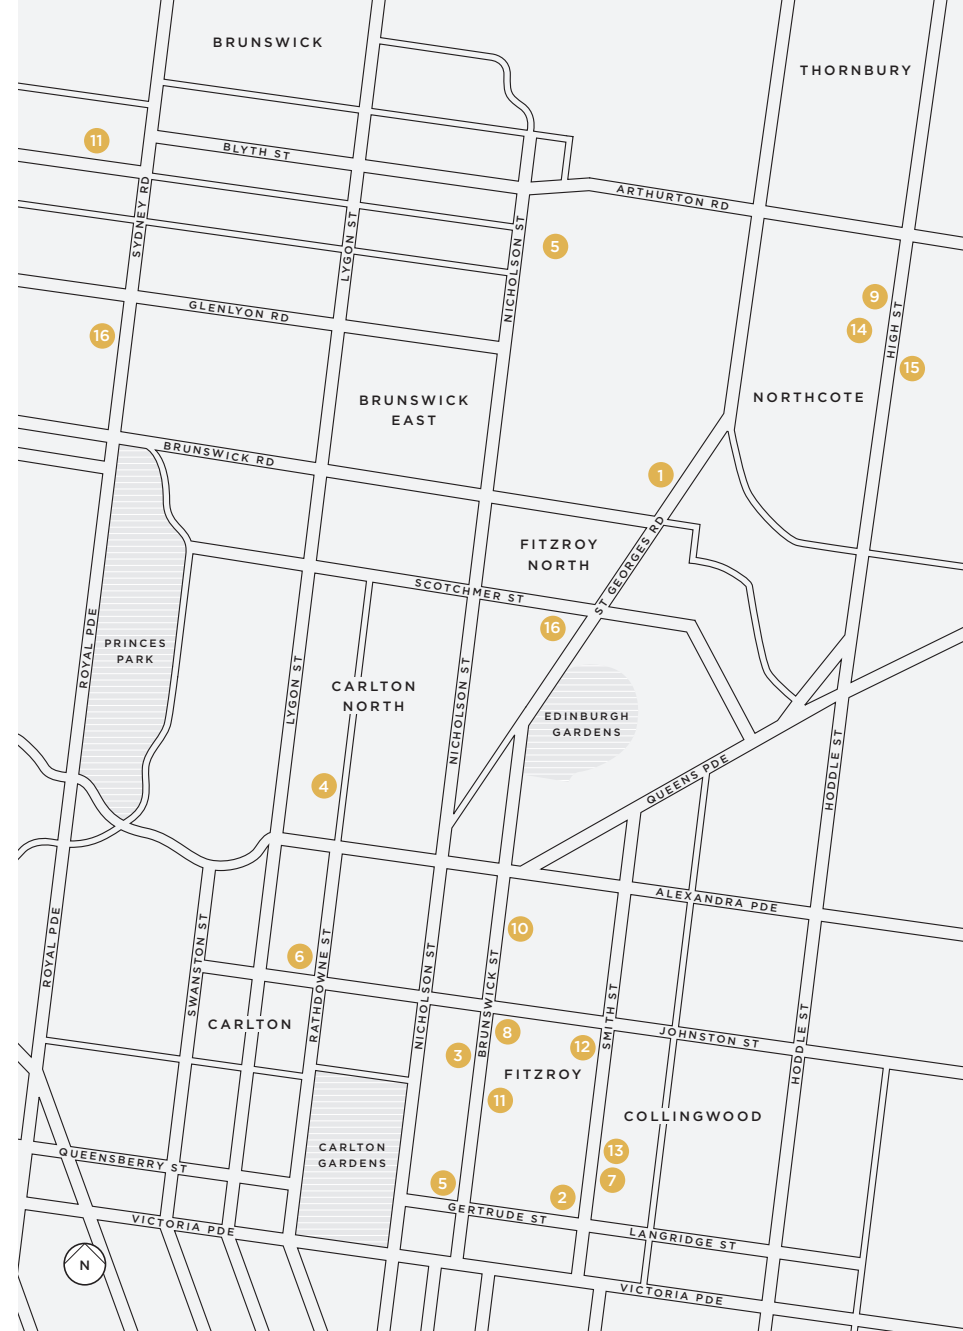 BRUNSWICK
THORNBURY
11
BLYTH ST
SYDNEY RD
LYGON ST
ARTHURTON RD
NICHOLSON ST
5
9
GLENLYON RD
14
HIGH ST
16
15
BRUNSWICK
EAST
NORTHCOTE
BRUNSWICK RD
1
FITZROY
NORTH
ST GEORGES RD
SCOTCHMER ST
16
ROYAL PDE
PRINCES
PARK
LYGON ST
CARLTON
NORTH
NICHOLSON ST
EDINBURGH
GARDENS
QUEENS PDE
HODDLE ST
4
ALEXANDRA PDE
10
ROYAL PDE
SWANSTON ST
6
RATHDOWNE ST
NICHOLSON ST
BRUNSWICK ST
SMITH ST
CARLTON
8
JOHNSTON ST
HODDLE ST
3
12
FITZROY
11
COLLINGWOOD
CARLTON
GARDENS
13
QUEENSBERRY ST
5
7
2
GERTRUDE ST
VICTORIA PDE
LANGRIDGE ST
N
VICTORIA PDE